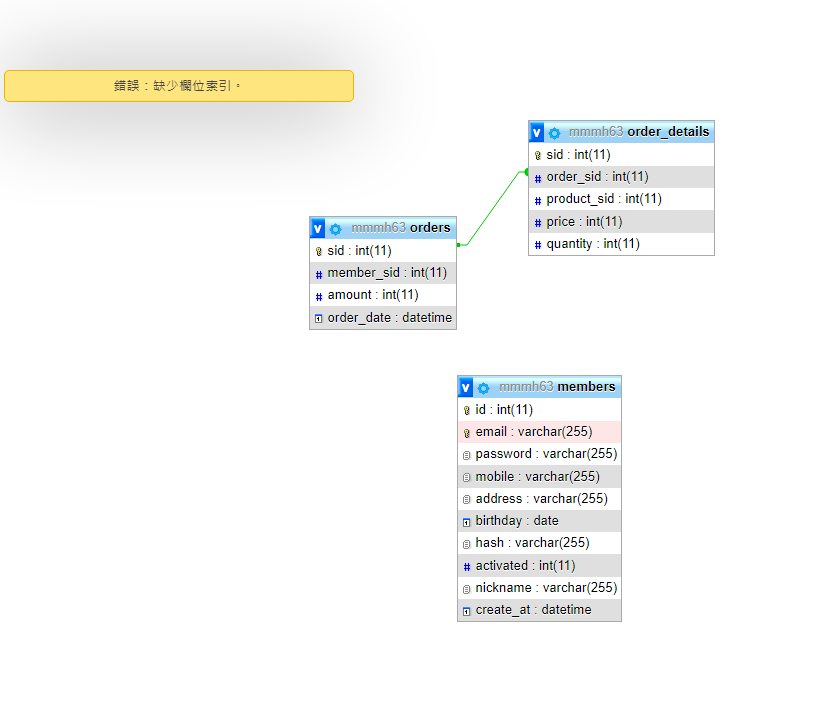 錯誤：缺少欄位索引。
v mmmh63 order_details
sid : int(11)
# order_sid : int(11)
# product_sid : int(11)
# price : int(11)
# quantity : int(11)
v mmmh63 orders
sid : int(11)
# member_sid : int(11)
# amount : int(11)
order_date : datetime
v mmmh63 members
id : int(11)
email : varchar(255)
password : varchar(255)
mobile : varchar(255)
address : varchar(255)
birthday : date
hash : varchar(255)
# activated : int(11)
nickname : varchar(255)
create_at : datetime